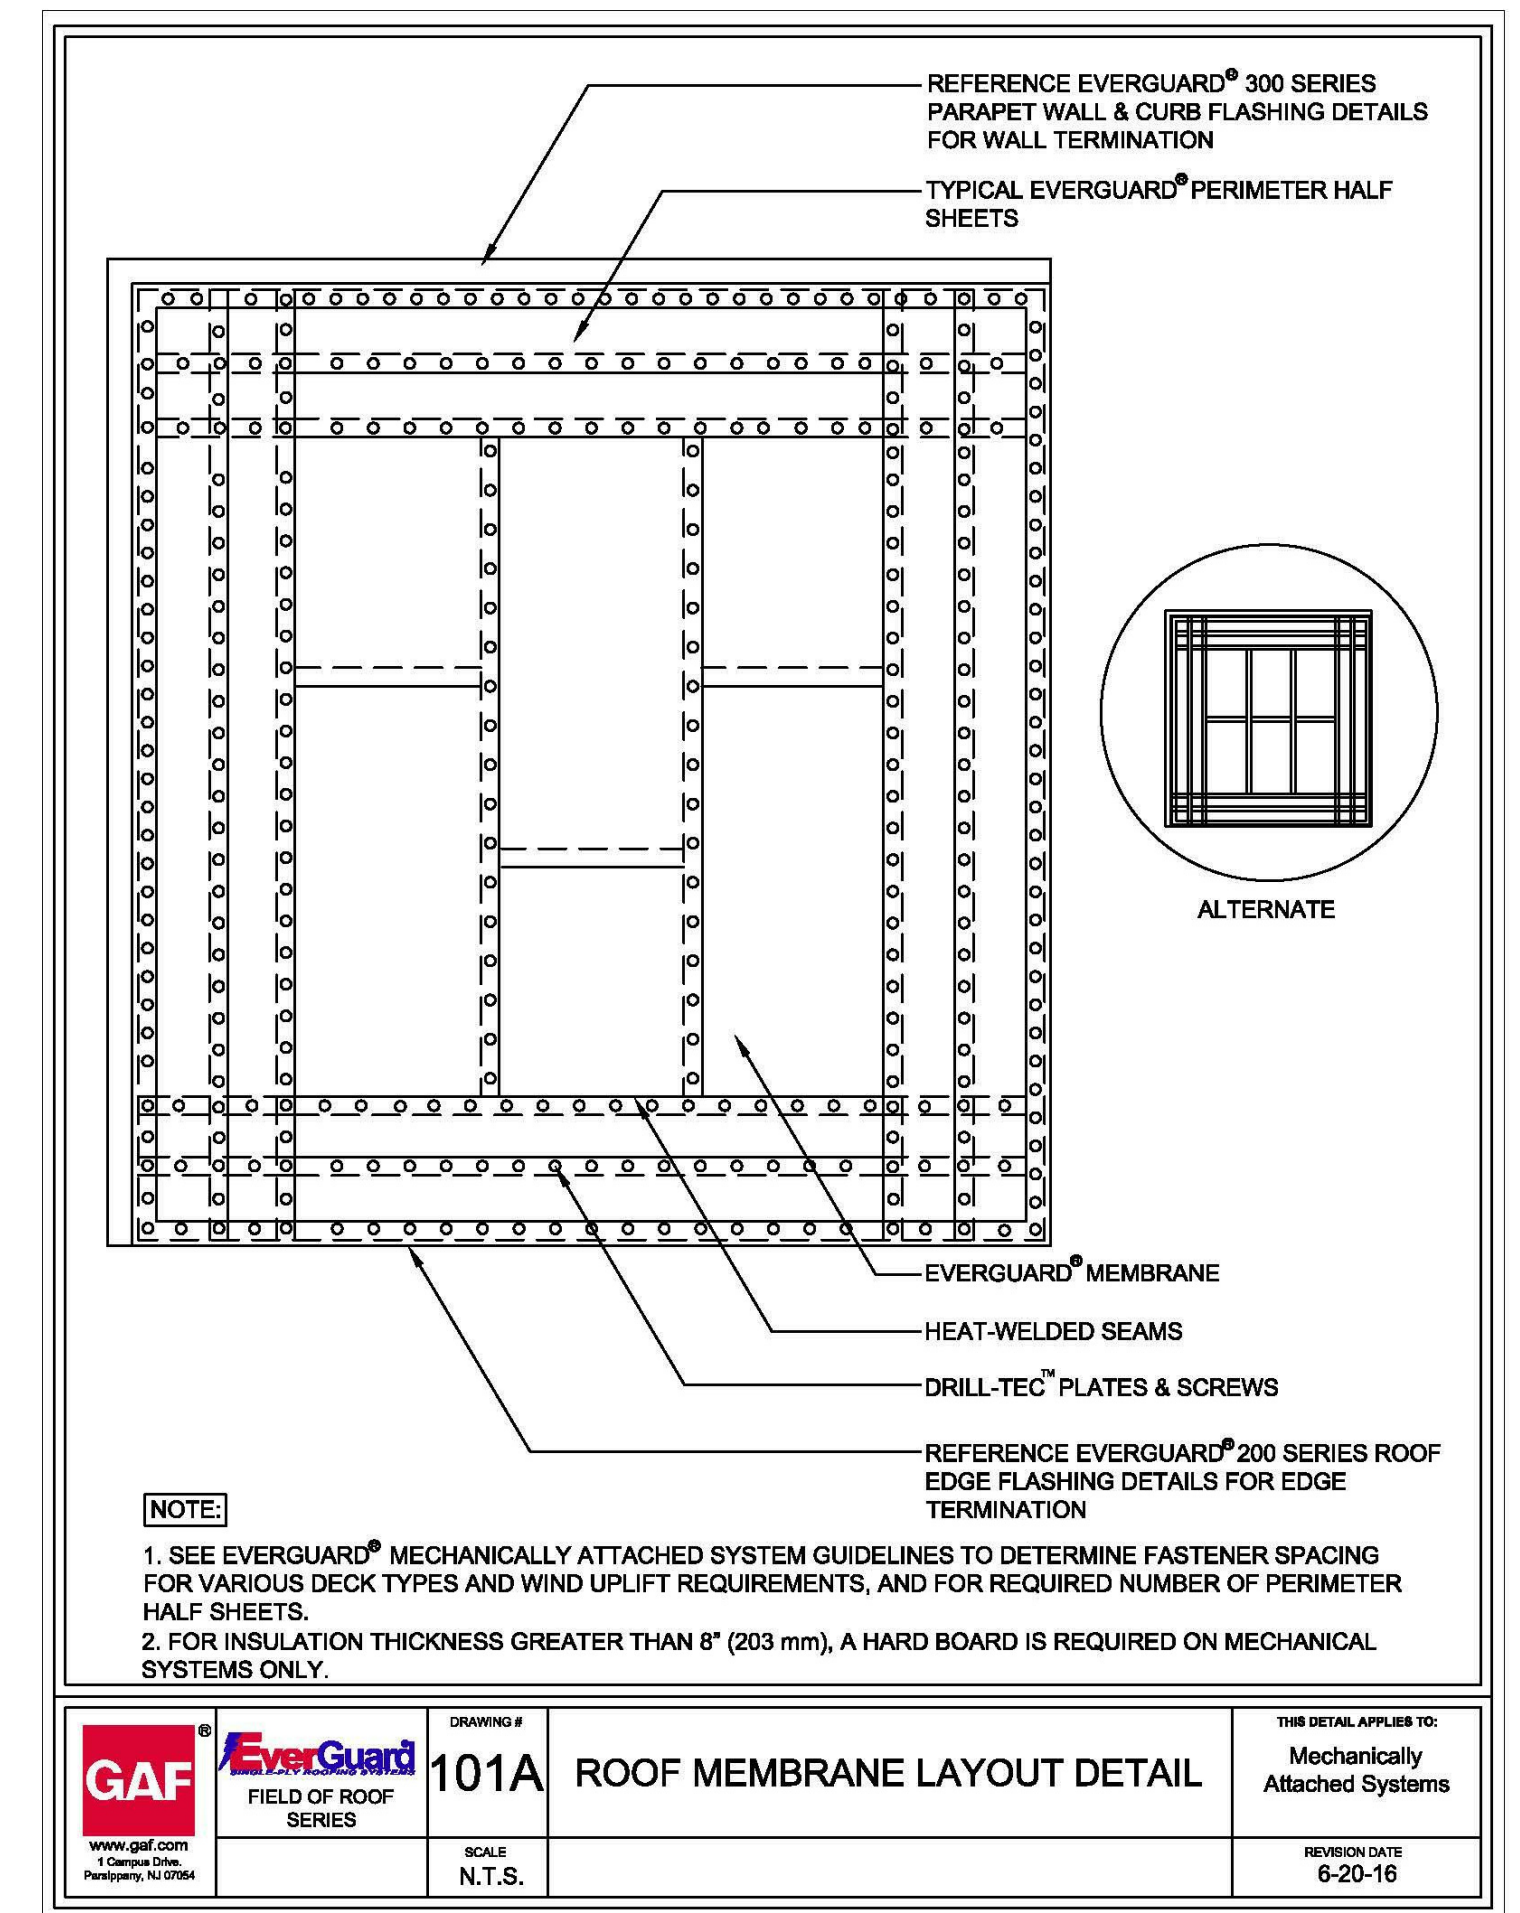 REFERENCE EVERGUARD® 300 SERIES
PARAPET WALL & CURB FLASHING DETAILS
FOR WALL TERMINATION
TYPICAL EVERGUARD® PERIMETER HALF
SHEETS
ALTERNATE
EVERGUARD® MEMBRANE
HEAT-WELDED SEAMS
DRILL-TEC™ PLATES & SCREWS
REFERENCE EVERGUARD® 200 SERIES ROOF
EDGE FLASHING DETAILS FOR EDGE
TERMINATION
NOTE:
1. SEE EVERGUARD® MECHANICALLY ATTACHED SYSTEM GUIDELINES TO DETERMINE FASTENER SPACING
FOR VARIOUS DECK TYPES AND WIND UPLIFT REQUIREMENTS, AND FOR REQUIRED NUMBER OF PERIMETER
HALF SHEETS.
2. FOR INSULATION THICKNESS GREATER THAN 8" (203 mm), A HARD BOARD IS REQUIRED ON MECHANICAL
SYSTEMS ONLY.
GAF®
www.gaf.com
1 Campus Drive.
Parsippany, NJ 07054
EverGuard
SINGLE-PLY ROOFING SYSTEMS
FIELD OF ROOF
SERIES
DRAWING #
101A
SCALE
N.T.S.
ROOF MEMBRANE LAYOUT DETAIL
THIS DETAIL APPLIES TO:
Mechanically
Attached Systems
REVISION DATE
6-20-16